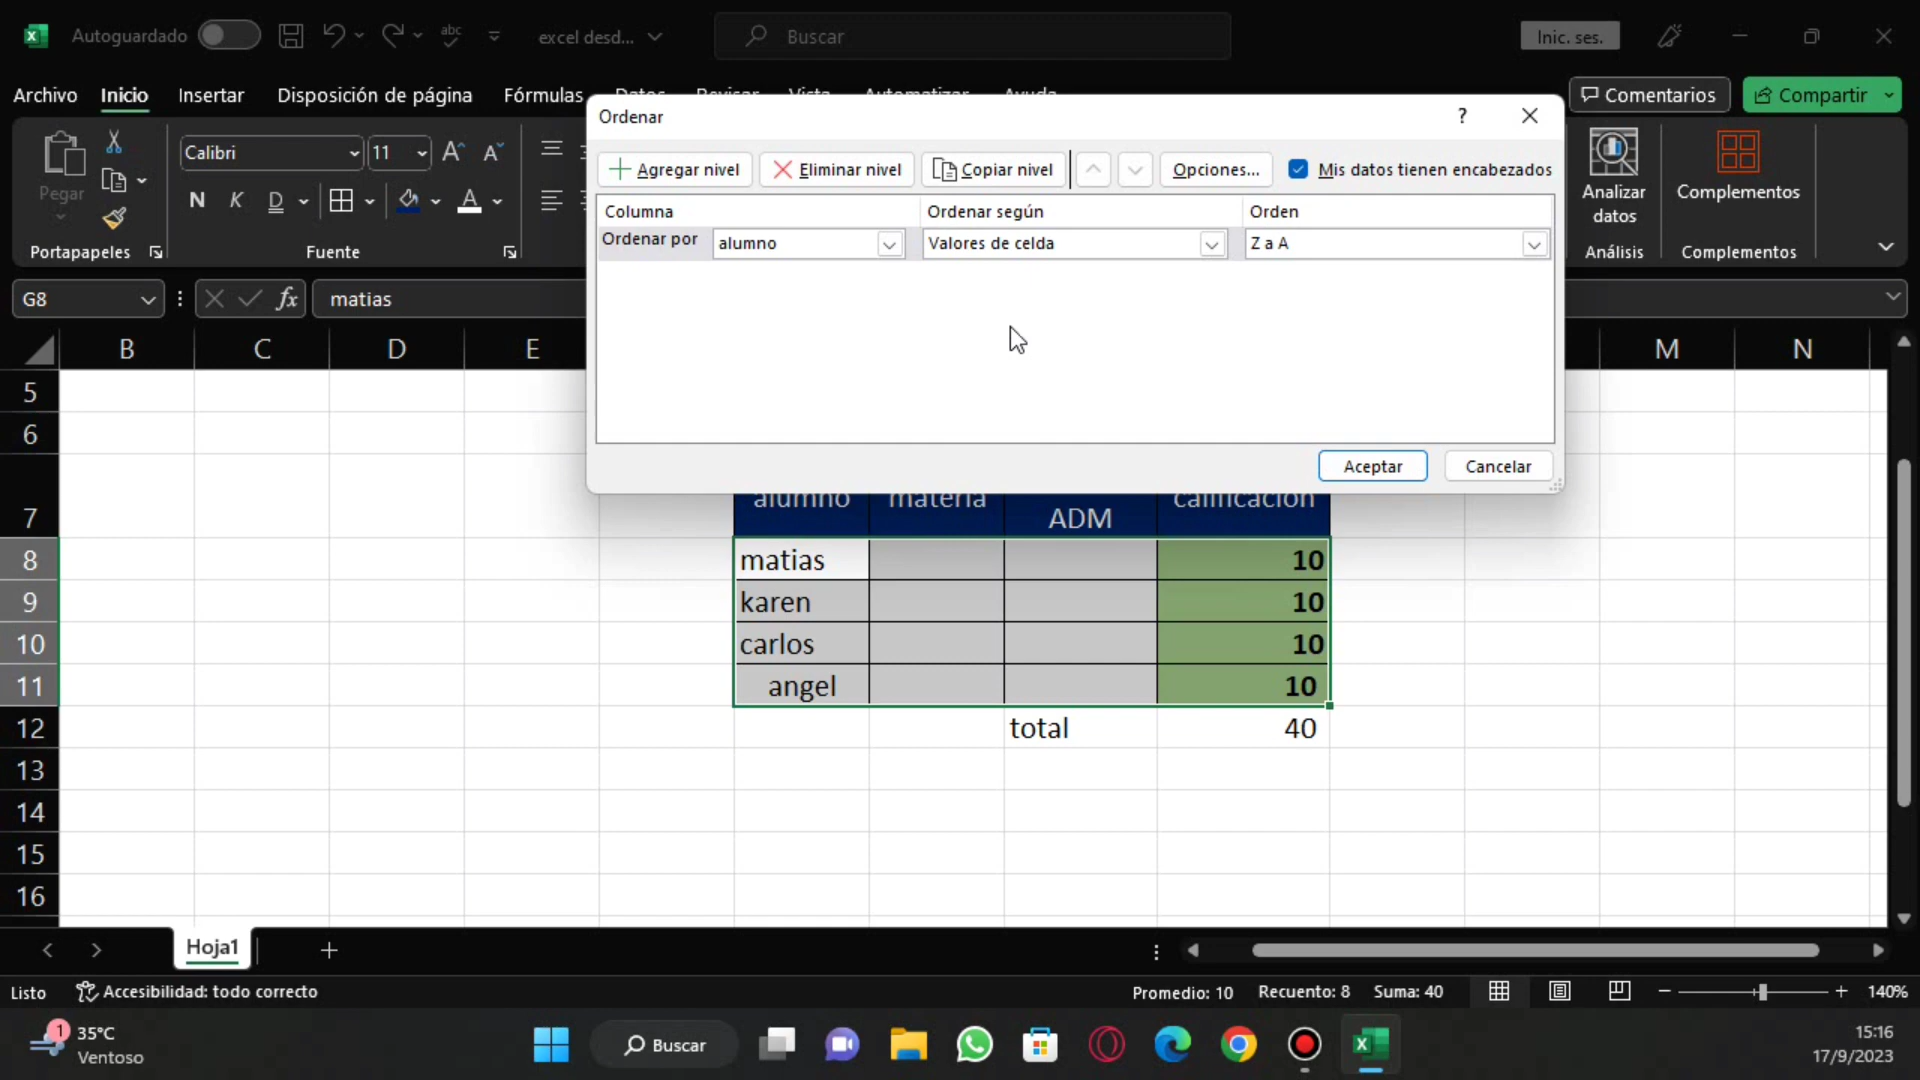 Autoguardado
excel desd...
Buscar
Inic. ses.
Archivo Inicio Insertar Disposición de página Fórmulas Datos Revisar Vista Automatizar Ayuda
Comentarios Compartir
Ordenar
Agregar nivel Eliminar nivel Copiar nivel Opciones... Mis datos tienen encabezados
Columna Ordenar según Orden
Ordenar por alumno Valores de celda Z a A
Aceptar Cancelar
Pegar
Calibri 11
N K D
Portapapeles Fuente
Analizar datos
Complementos
Análisis Complementos
G8 fx matias
B C D E M N
5
6
7 alumno materia ADM calificacion
8 matias 10
9 karen 10
10 carlos 10
11 angel 10
12 total 40
13
14
15
16
Hoja1
Listo Accesibilidad: todo correcto Promedio: 10 Recuento: 8 Suma: 40 140%
1 35°C
Ventoso
Buscar
15:16
17/9/2023